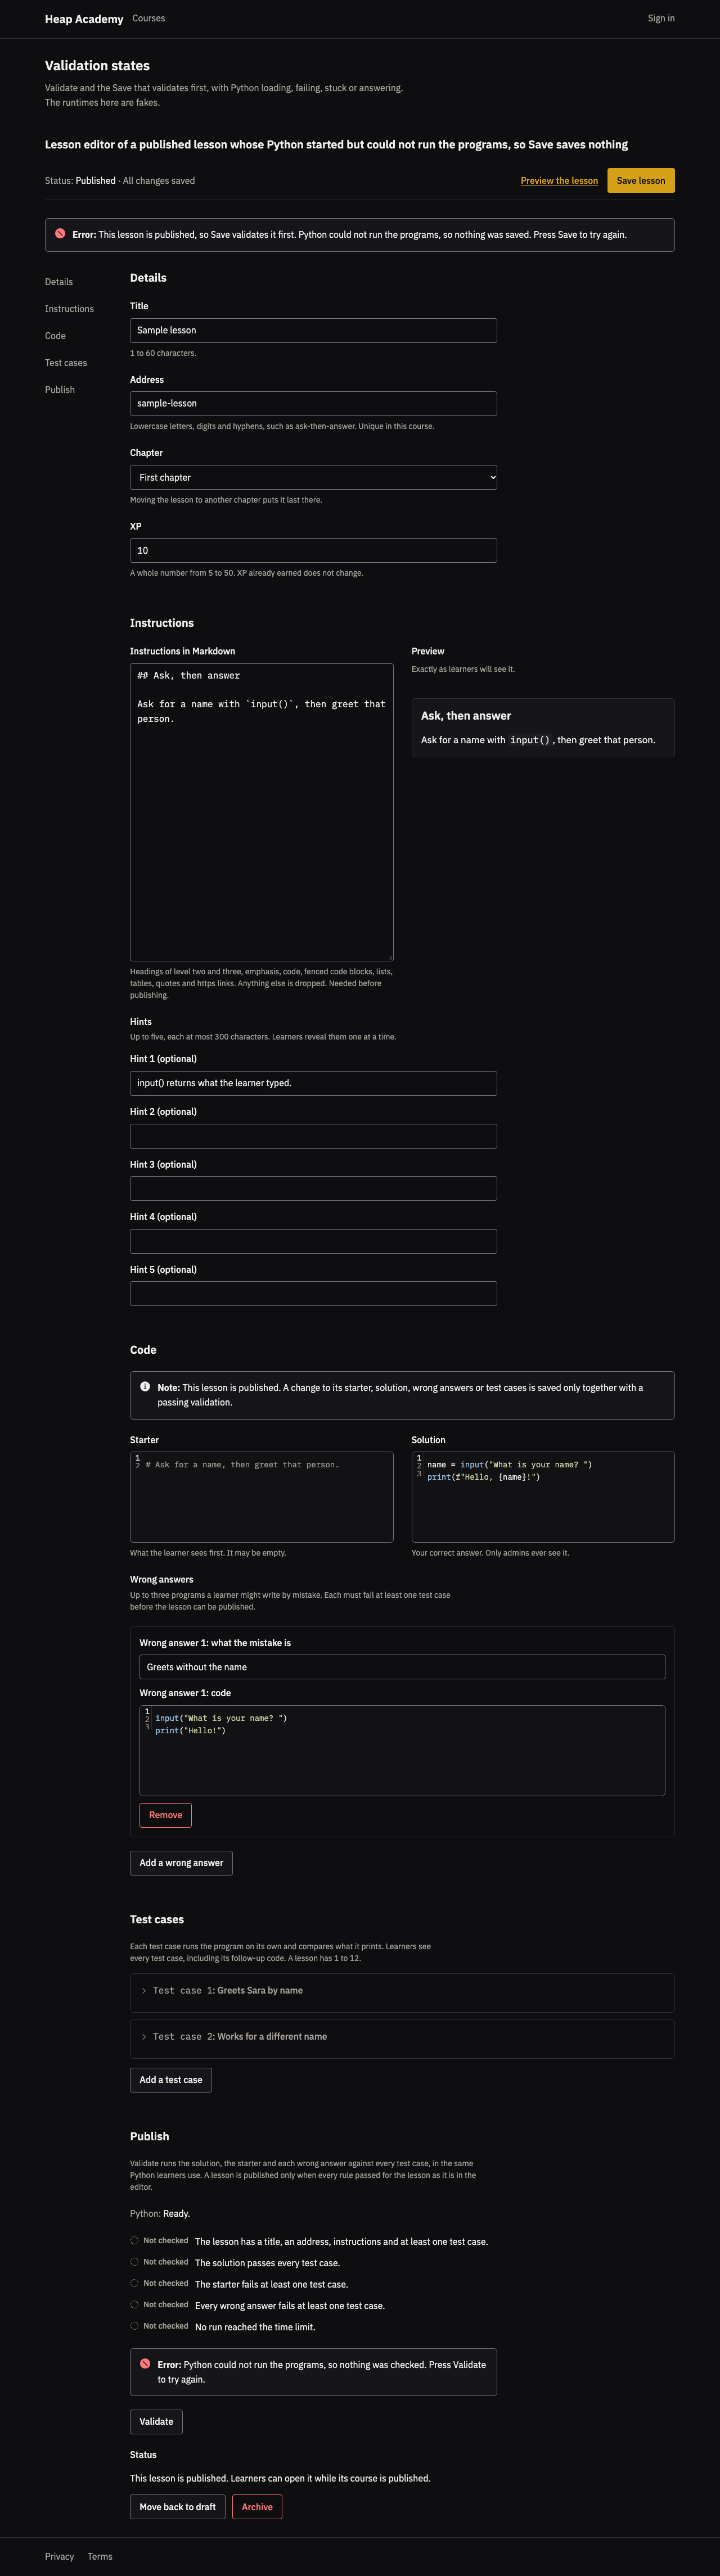 Heap Academy Courses Sign in
Validation states
Validate and the Save that validates first, with Python loading, failing, stuck or answering.
The runtimes here are fakes.
Lesson editor of a published lesson whose Python started but could not run the programs, so Save saves nothing
Status: Published · All changes saved Preview the lesson Save lesson
Error: This lesson is published, so Save validates it first. Python could not run the programs, so nothing was saved. Press Save to try again.
Details
Instructions
Code
Test cases
Publish
Details
Title
Sample lesson
1 to 60 characters.
Address
sample-lesson
Lowercase letters, digits and hyphens, such as ask-then-answer. Unique in this course.
Chapter
First chapter
Moving the lesson to another chapter puts it last there.
XP
10
A whole number from 5 to 50. XP already earned does not change.
Instructions
Instructions in Markdown
## Ask, then answer
Ask for a name with `input()`, then greet that
person.
Headings of level two and three, emphasis, code, fenced code blocks, lists,
tables, quotes and https links. Anything else is dropped. Needed before
publishing.
Preview
Exactly as learners will see it.
Ask, then answer
Ask for a name with input(), then greet that person.
Hints
Up to five, each at most 300 characters. Learners reveal them one at a time.
Hint 1 (optional)
input() returns what the learner typed.
Hint 2 (optional)
Hint 3 (optional)
Hint 4 (optional)
Hint 5 (optional)
Code
Note: This lesson is published. A change to its starter, solution, wrong answers or test cases is saved only together with a
passing validation.
Starter
1
2
# Ask for a name, then greet that person.
What the learner sees first. It may be empty.
Solution
1
2
3
name = input("What is your name? ")
print(f"Hello, {name}!")
Your correct answer. Only admins ever see it.
Wrong answers
Up to three programs a learner might write by mistake. Each must fail at least one test case
before the lesson can be published.
Wrong answer 1: what the mistake is
Greets without the name
Wrong answer 1: code
1
2
3
input("What is your name? ")
print("Hello!")
Remove
Add a wrong answer
Test cases
Each test case runs the program on its own and compares what it prints. Learners see
every test case, including its follow-up code. A lesson has 1 to 12.
Test case 1: Greets Sara by name
Test case 2: Works for a different name
Add a test case
Publish
Validate runs the solution, the starter and each wrong answer against every test case, in the same
Python learners use. A lesson is published only when every rule passed for the lesson as it is in the
editor.
Python: Ready.
Not checked The lesson has a title, an address, instructions and at least one test case.
Not checked The solution passes every test case.
Not checked The starter fails at least one test case.
Not checked Every wrong answer fails at least one test case.
Not checked No run reached the time limit.
Error: Python could not run the programs, so nothing was checked. Press Validate
to try again.
Validate
Status
This lesson is published. Learners can open it while its course is published.
Move back to draft Archive
Privacy Terms